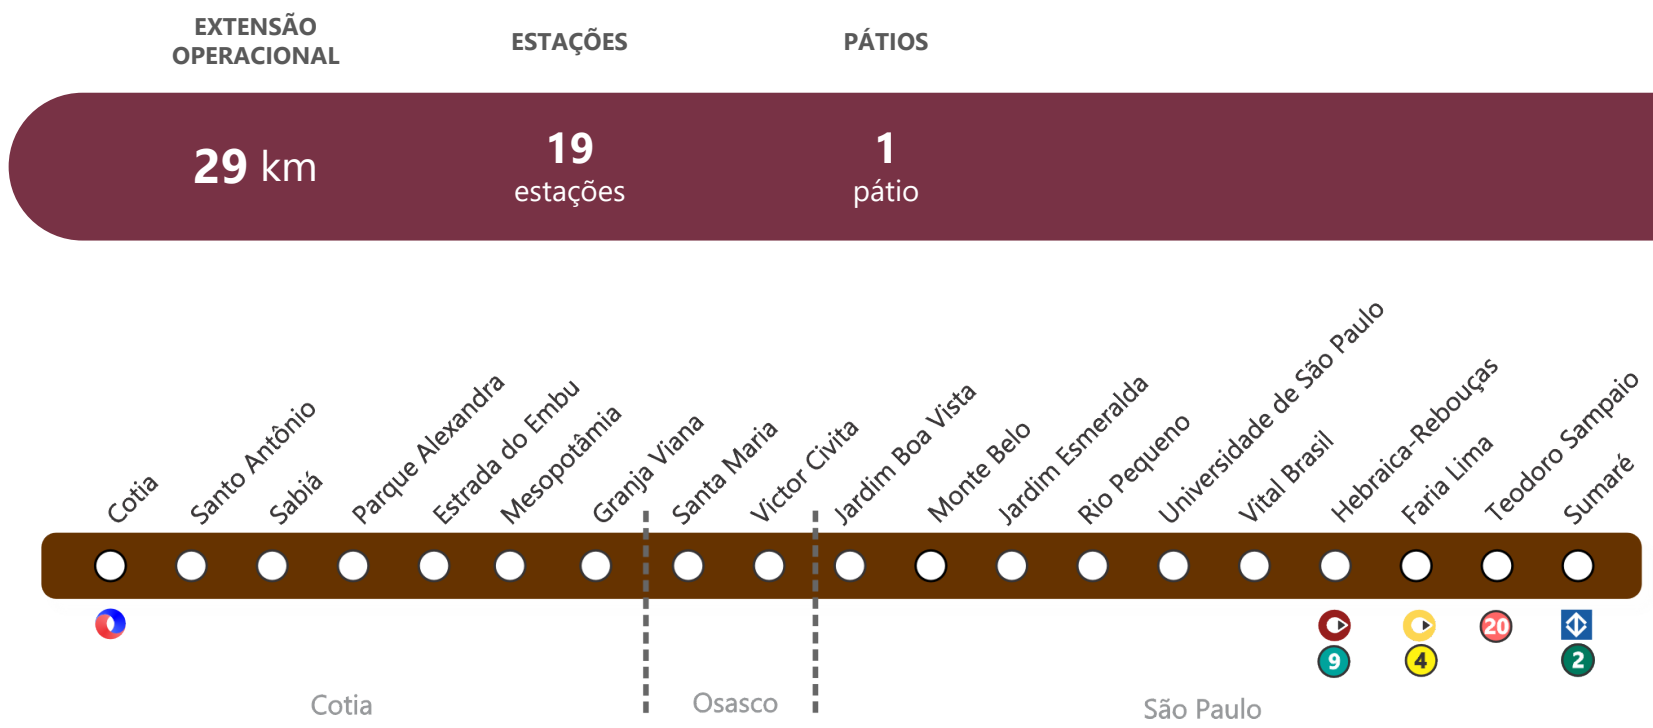 EXTENSÃO
OPERACIONAL
ESTAÇÕES
PÁTIOS
29 km
19
estações
1
pátio
Cotia
Santo Antônio
Sabiá
Parque Alexandra
Estrada do Embu
Mesopotâmia
Granja Viana
Santa Maria
Victor Civita
Jardim Boa Vista
Monte Belo
Jardim Esmeralda
Rio Pequeno
Universidade de São Paulo
Vital Brasil
Hebraica-Rebouças
Faria Lima
Teodoro Sampaio
Sumaré
20
9
4
2
Cotia
Osasco
São Paulo